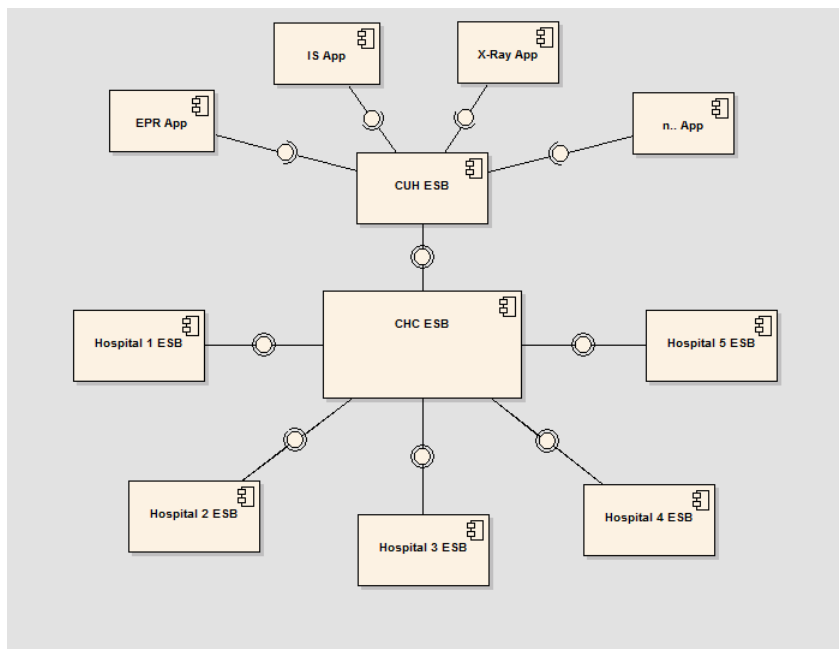 IS App
X-Ray App
EPR App
n.. App
CUH ESB
CHC ESB
Hospital 1 ESB
Hospital 5 ESB
Hospital 2 ESB
Hospital 4 ESB
Hospital 3 ESB